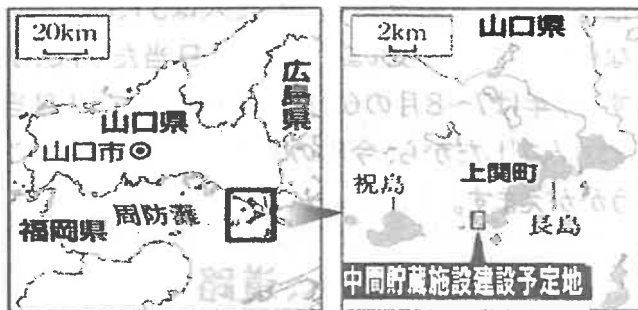 20km
広島県
山口県
山口市
周防灘
福岡県
2km
山口県
上関町
祝島
長島
中間貯蔵施設建設予定地